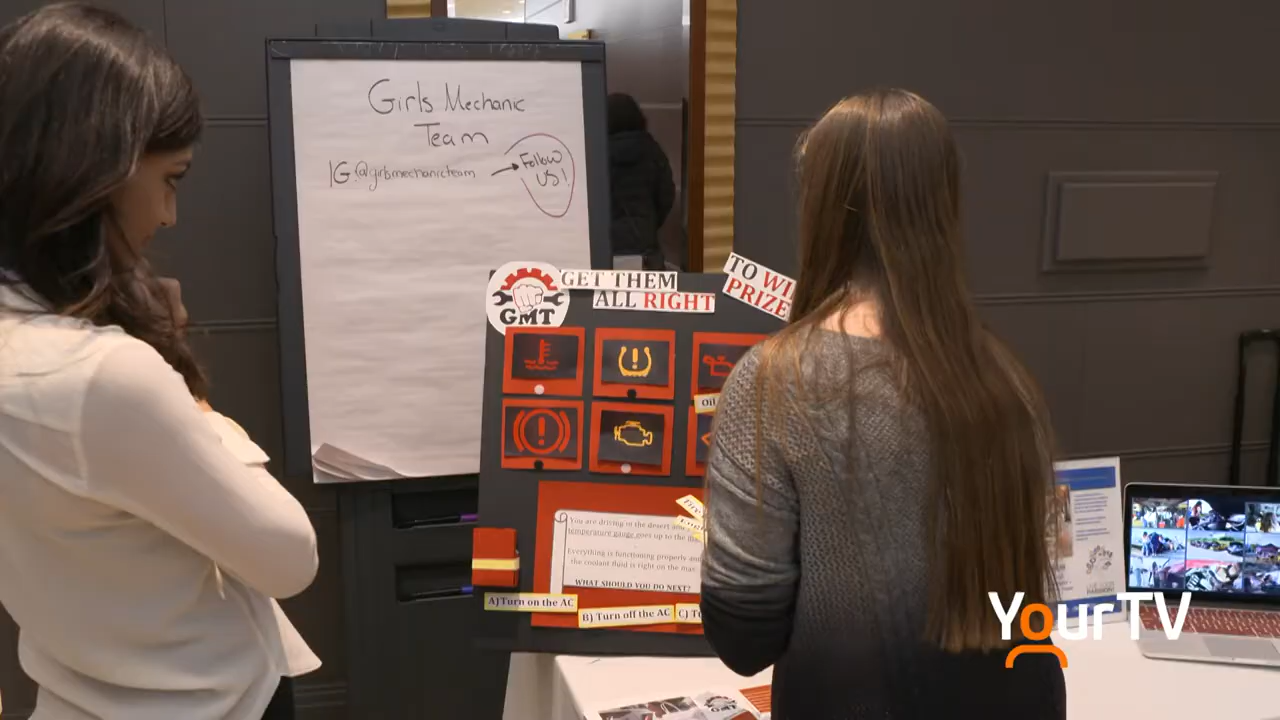 Girls Mechanic
Team
IG:@girlsmechanicteam
Follow
US!
GET THEM
ALL RIGHT
TO WI
PRIZE
GMT
Oil
You are driving in the desert and
temperature gauge goes up to the
Everything is functioning properly and
the coolant fluid is right on the max
WHAT SHOULD YOU DO NEXT?
A) Turn on the AC
B) Turn off the AC
C)
YourTV
GMT